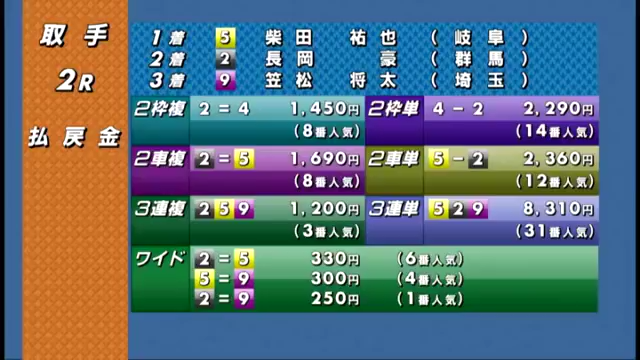 取手
2R
払戻金
1着 5 柴田 祐也 (岐阜)
2着 2 長岡 豪 (群馬)
3着 9 笠松 将太 (埼玉)
2枠複 2=4 1,450円 (8番人気)
2枠単 4-2 2,290円 (14番人気)
2車複 2=5 1,690円 (8番人気)
2車単 5-2 2,360円 (12番人気)
3連複 2 5 9 1,200円 (3番人気)
3連単 5 2 9 8,310円 (31番人気)
ワイド 2=5 330円 (6番人気)
5=9 300円 (4番人気)
2=9 250円 (1番人気)